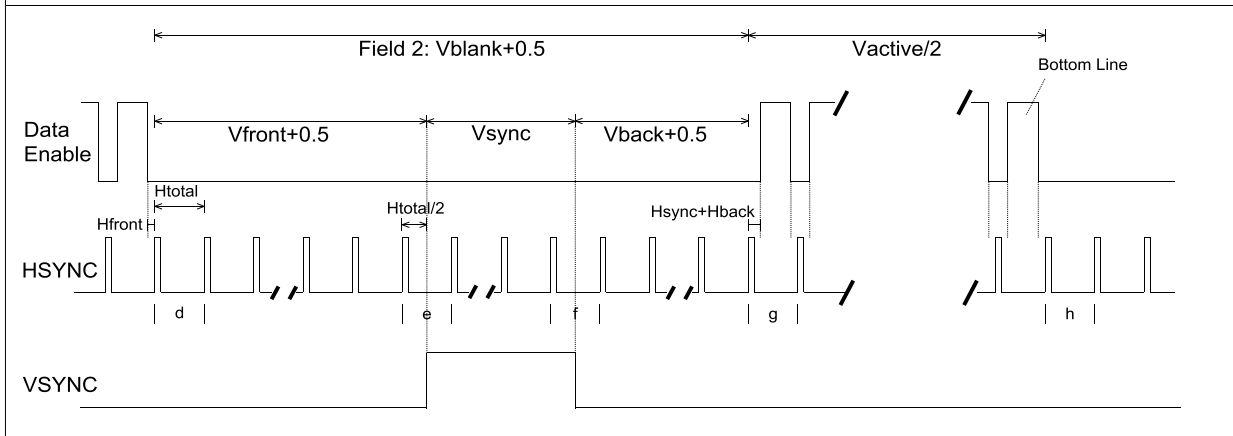 Field 2: Vblank+0.5
Vactive/2
Bottom Line
Data
Enable
Vfront+0.5
Vsync
Vback+0.5
Htotal
Hfront
Htotal/2
Hsync+Hback
HSYNC
d
e
f
g
h
VSYNC